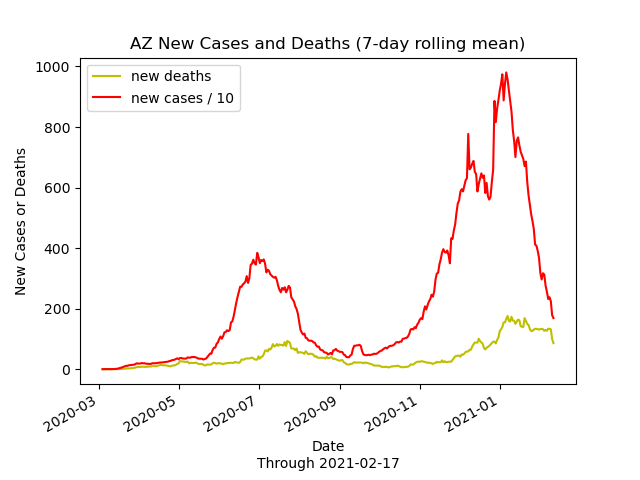 AZ New Cases and Deaths (7-day rolling mean)
new deaths
new cases / 10
1000
800
600
400
200
0
New Cases or Deaths
2020-03
2020-05
2020-07
2020-09
2020-11
2021-01
Date
Through 2021-02-17